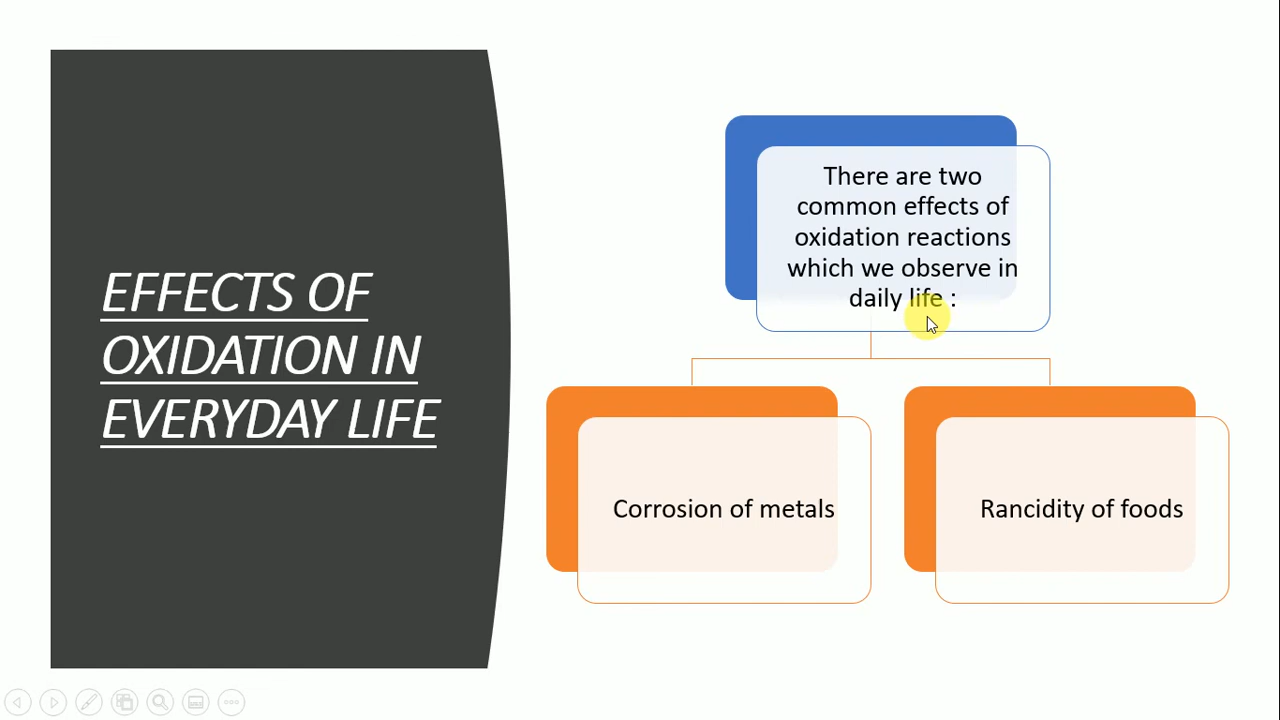 EFFECTS OF
OXIDATION IN
EVERYDAY LIFE
There are two
common effects of
oxidation reactions
which we observe in
daily life :
Corrosion of metals
Rancidity of foods